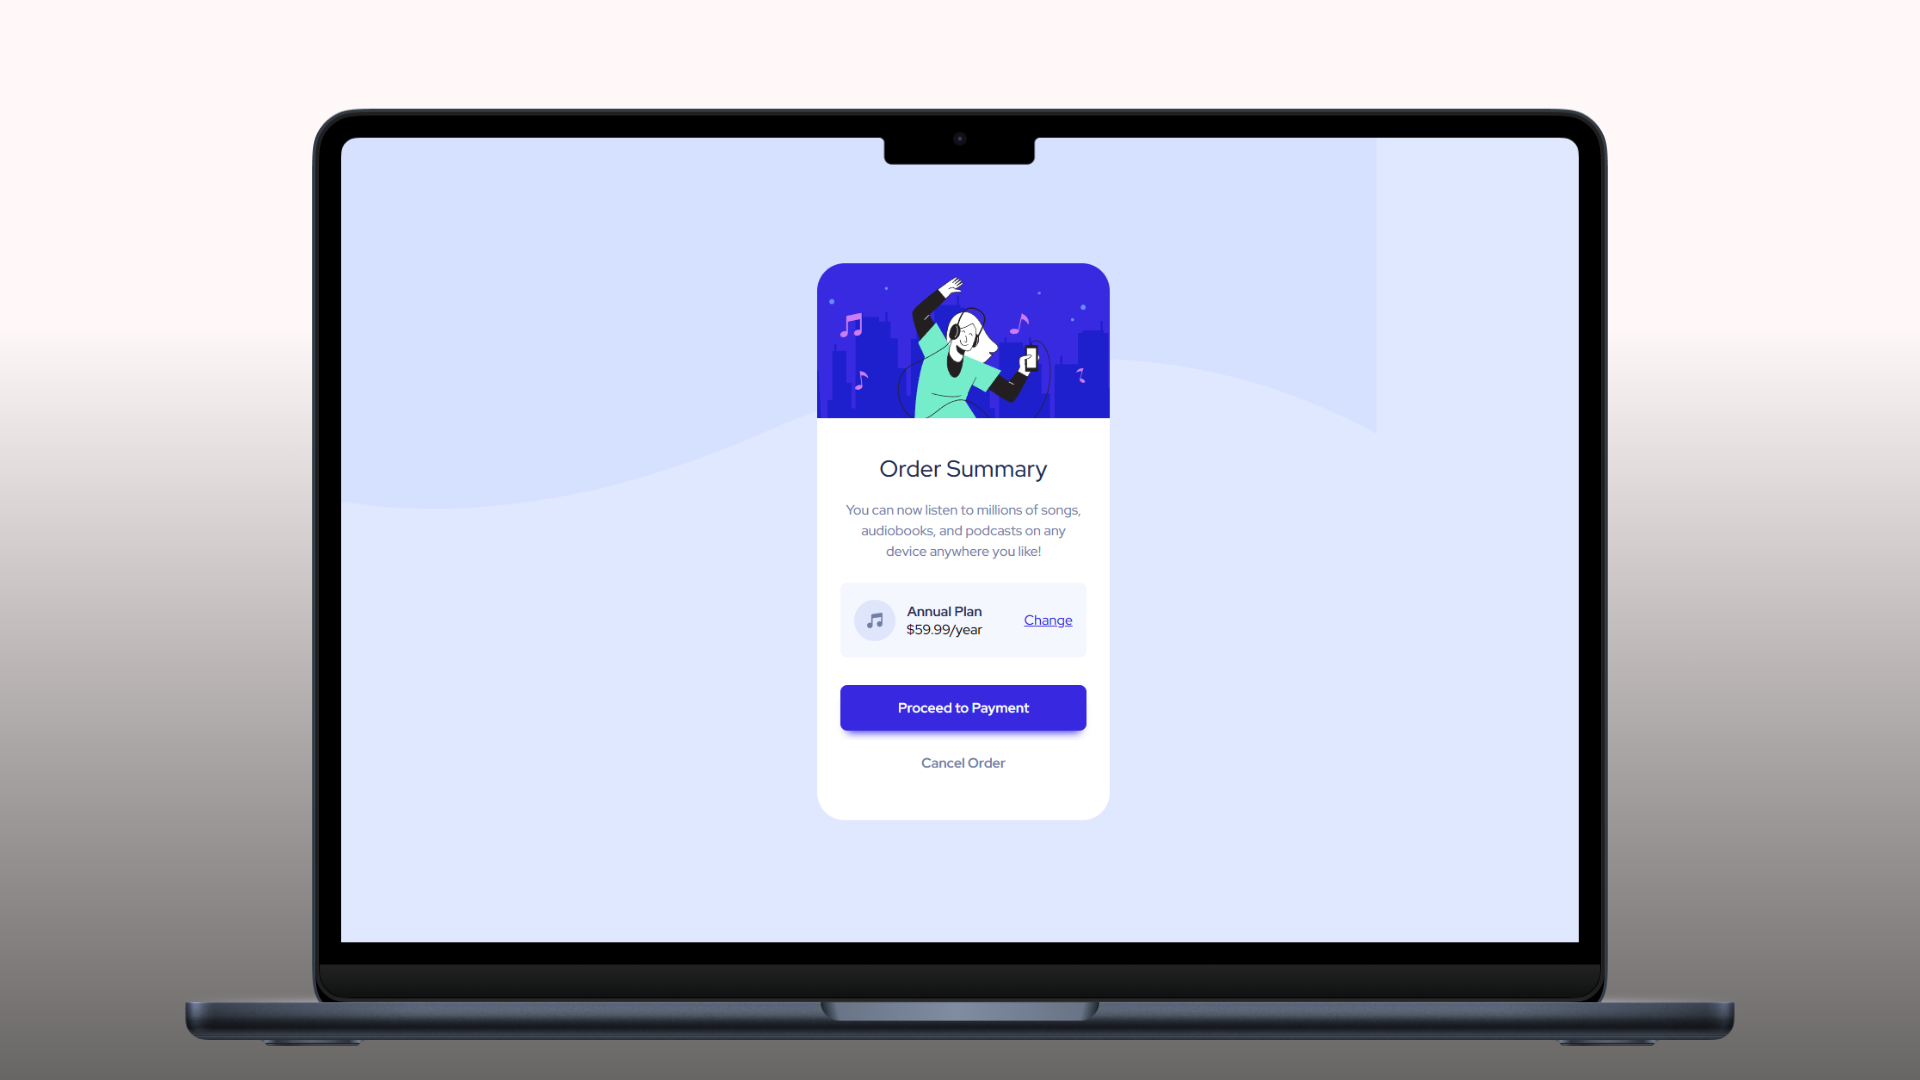 Order Summary
You can now listen to millions of songs,
audiobooks, and podcasts on any
device anywhere you like!
Annual Plan
$59.99/year
Change
Proceed to Payment
Cancel Order